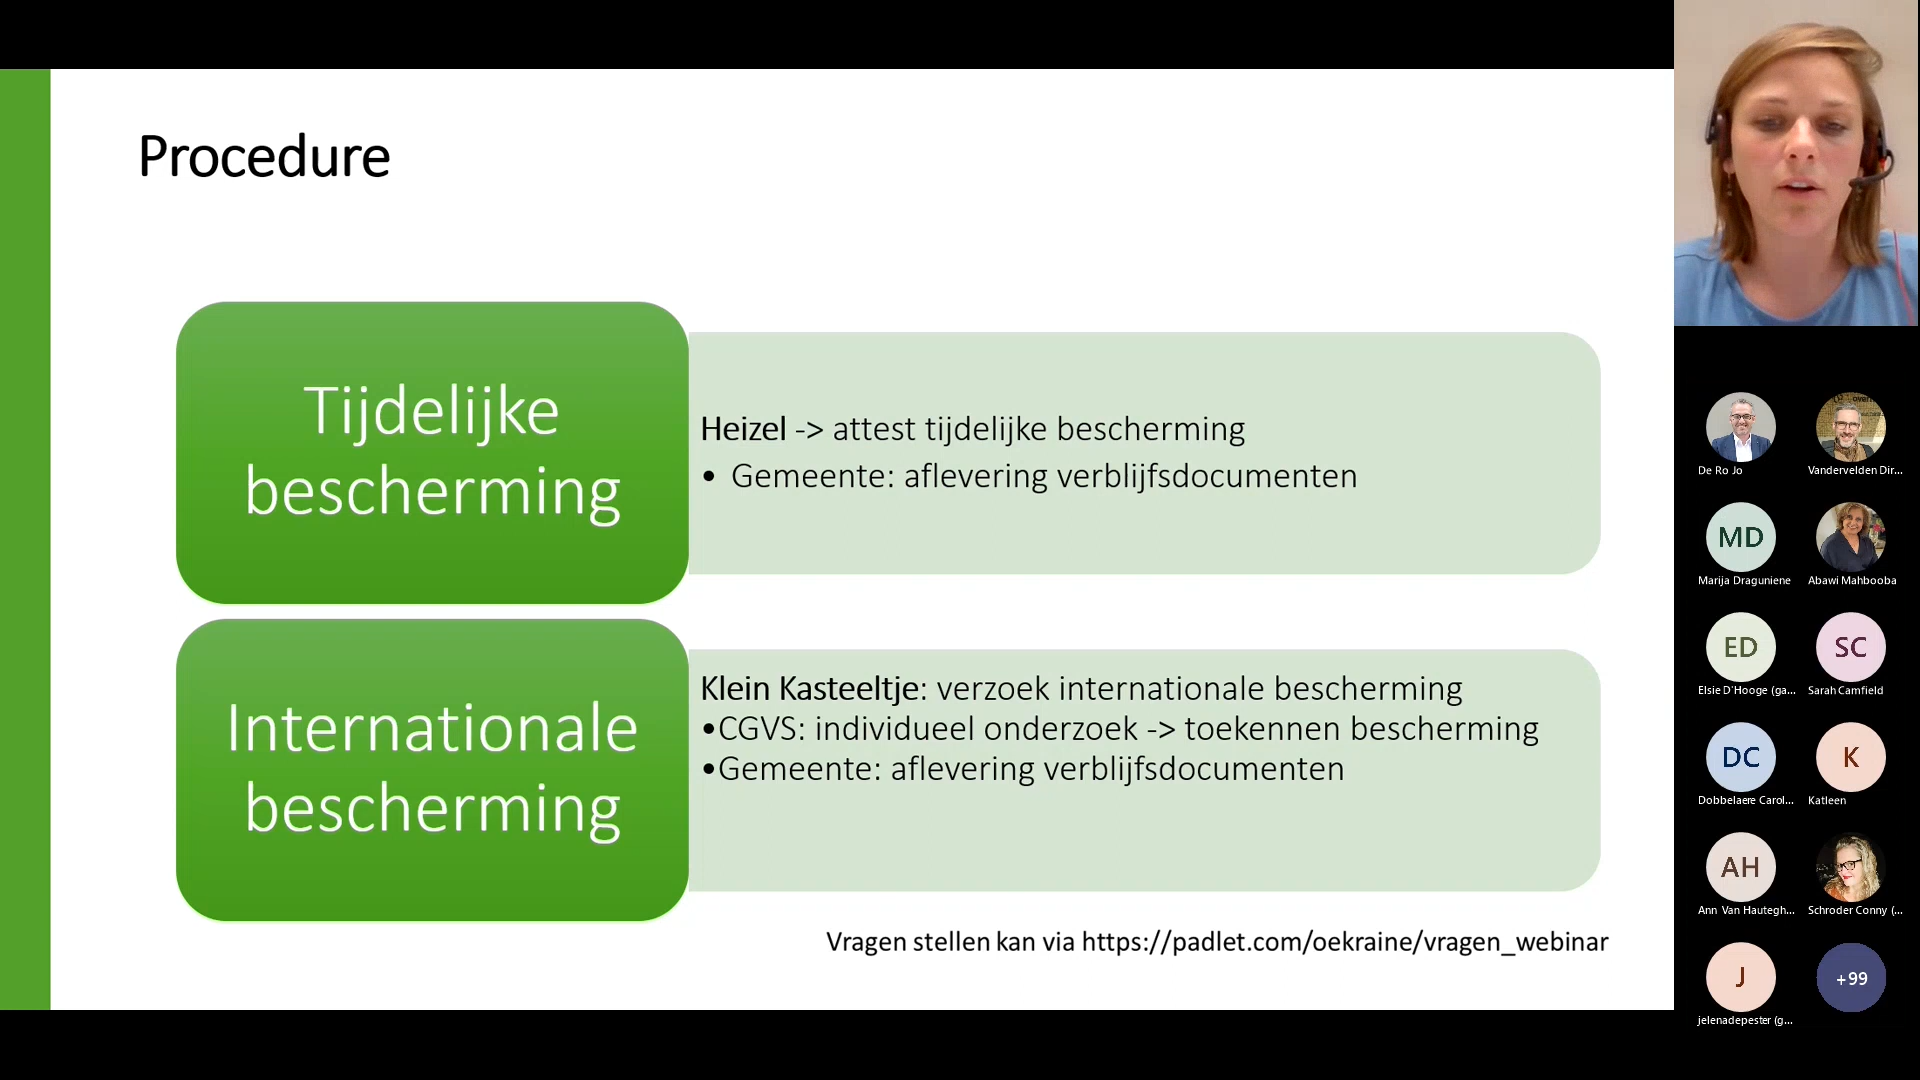 Procedure
Tijdelijke
bescherming
Heizel -> attest tijdelijke bescherming
• Gemeente: aflevering verblijfsdocumenten
Internationale
bescherming
Klein Kasteeltje: verzoek internationale bescherming
•CGVS: individueel onderzoek -> toekennen bescherming
•Gemeente: aflevering verblijfsdocumenten
Vragen stellen kan via https://padlet.com/oekraine/vragen_webinar
De Ro Jo
Vandervelden Dir...
MD
Marija Draguniene
Abawi Mahbooba
ED
Elsie D'Hooge (ga...
SC
Sarah Camfield
DC
Dobbelaere Carol...
K
Katleen
AH
Ann Van Hautegh...
Schroder Conny (...
J
jelenadepester (g...
+99